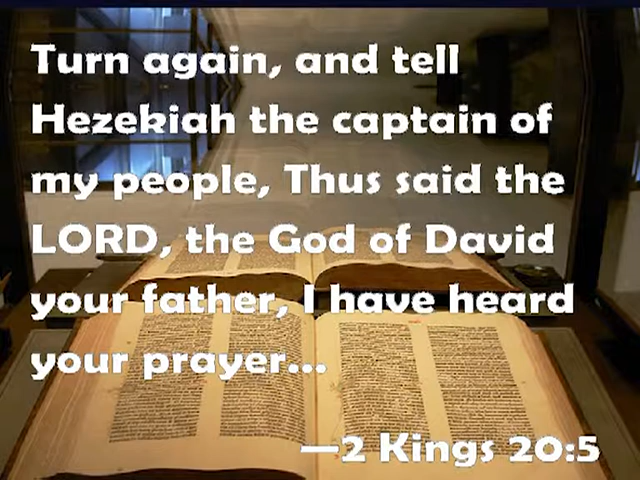 Turn again, and tell
Hezekiah the captain of
my people, Thus said the
LORD, the God of David
your father, I have heard
your prayer...
—2 Kings 20:5